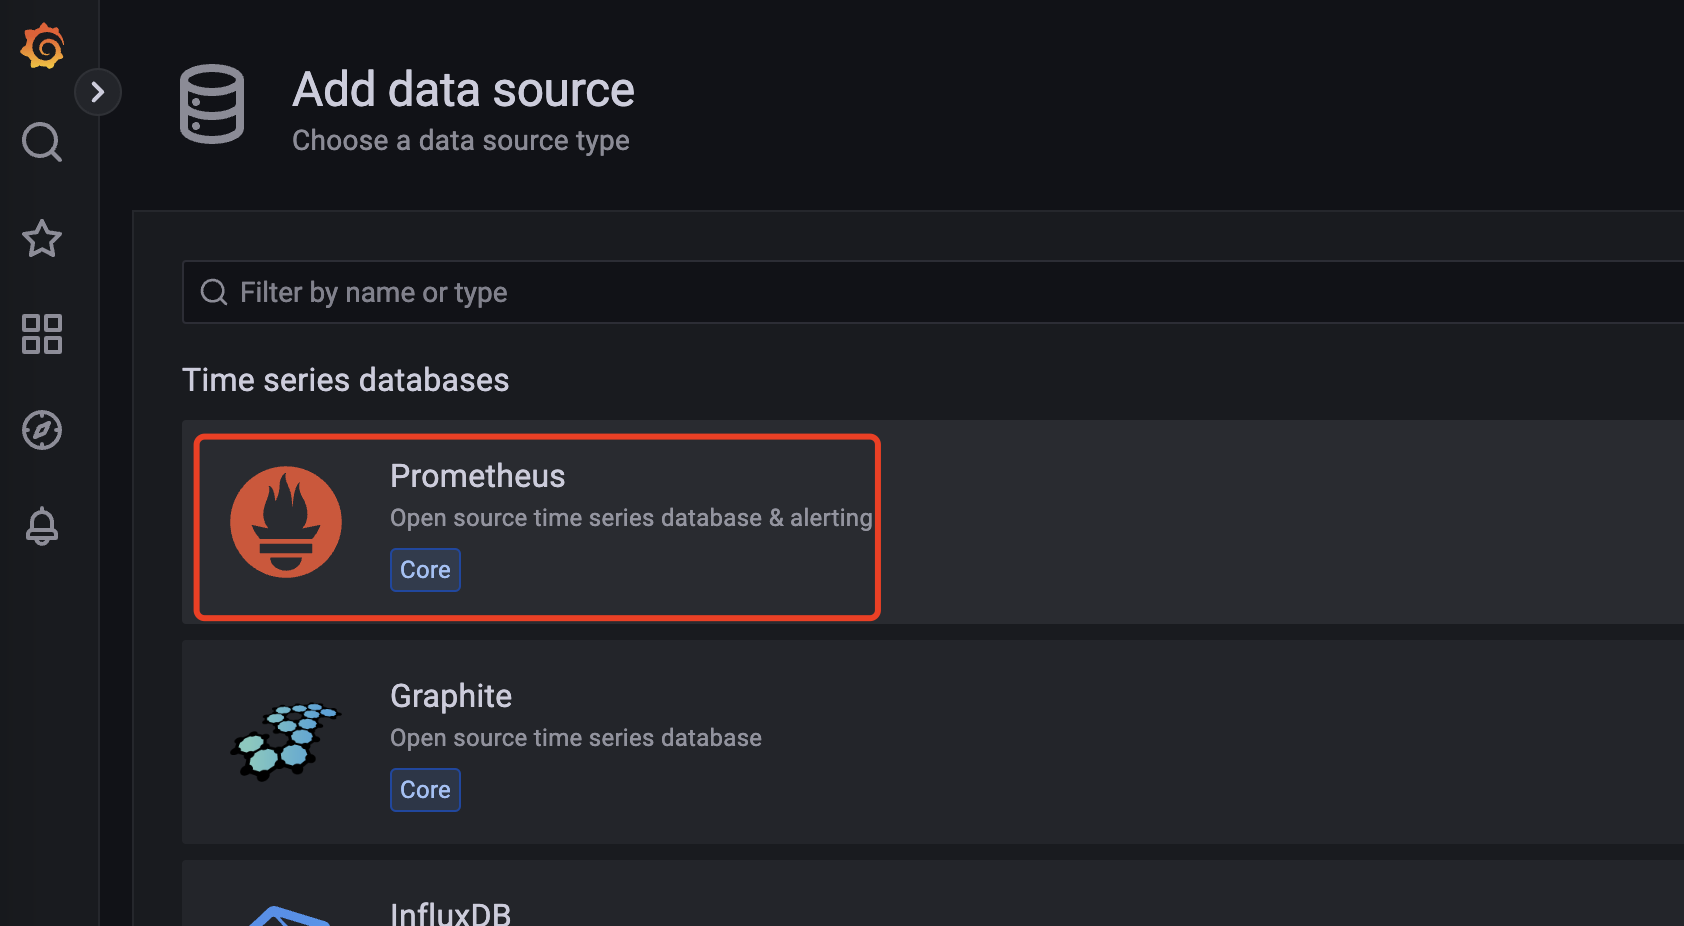 Add data source
Choose a data source type
Filter by name or type
Time series databases
Prometheus
Open source time series database & alerting
Core
Graphite
Open source time series database
Core
InfluxDB